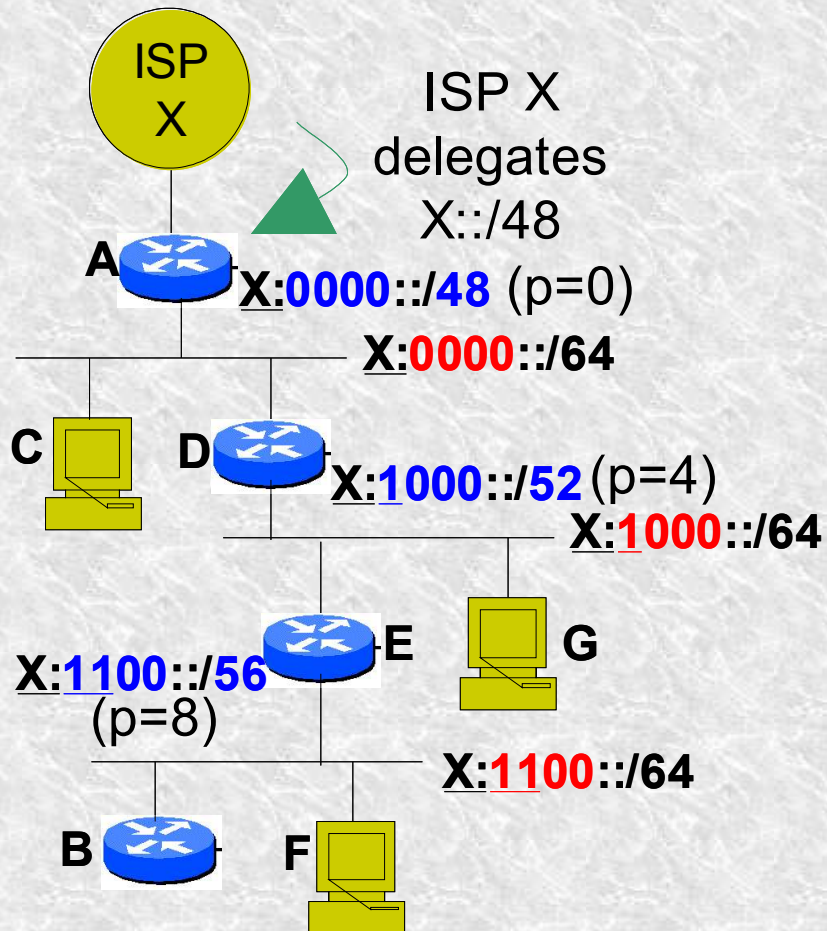 ISP
X
ISP X
delegates
X::/48
A
X:0000::/48 (p=0)
X:0000::/64
C
D
X:1000::/52 (p=4)
X:1000::/64
E
G
X:1100::/56
(p=8)
X:1100::/64
B
F